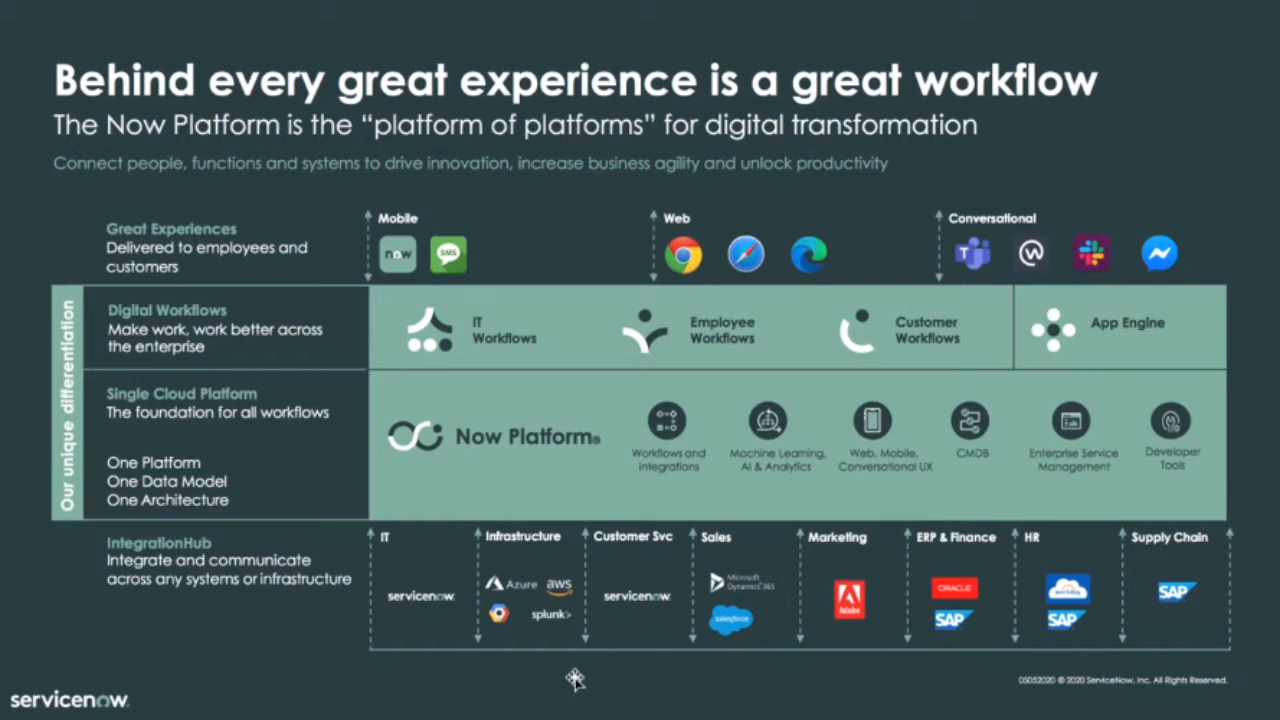 Behind every great experience is a great workflow
The Now Platform is the “platform of platforms” for digital transformation
Connect people, functions and systems to drive innovation, increase business agility and unlock productivity
Great Experiences
Delivered to employees and
customers
Mobile
now
SMS
Web
Conversational
Our unique differentiation
Digital Workflows
Make work, work better across
the enterprise
IT
Workflows
Employee
Workflows
Customer
Workflows
App Engine
Single Cloud Platform
The foundation for all workflows
One Platform
One Data Model
One Architecture
Now Platform®
Workflows and
integrations
Machine Learning,
AI & Analytics
Web, Mobile,
Conversational UX
CMDB
Enterprise Service
Management
Developer
Tools
IntegrationHub
Integrate and communicate
across any systems or infrastructure
IT
servicenow.
Infrastructure
Azure
aws
splunk>
Customer Svc
servicenow.
Sales
Microsoft
Dynamics 365
salesforce
Marketing
Adobe
ERP & Finance
ORACLE
SAP
HR
workday
SAP
Supply Chain
SAP
05052020 © 2020 ServiceNow, Inc. All Rights Reserved.
servicenow.